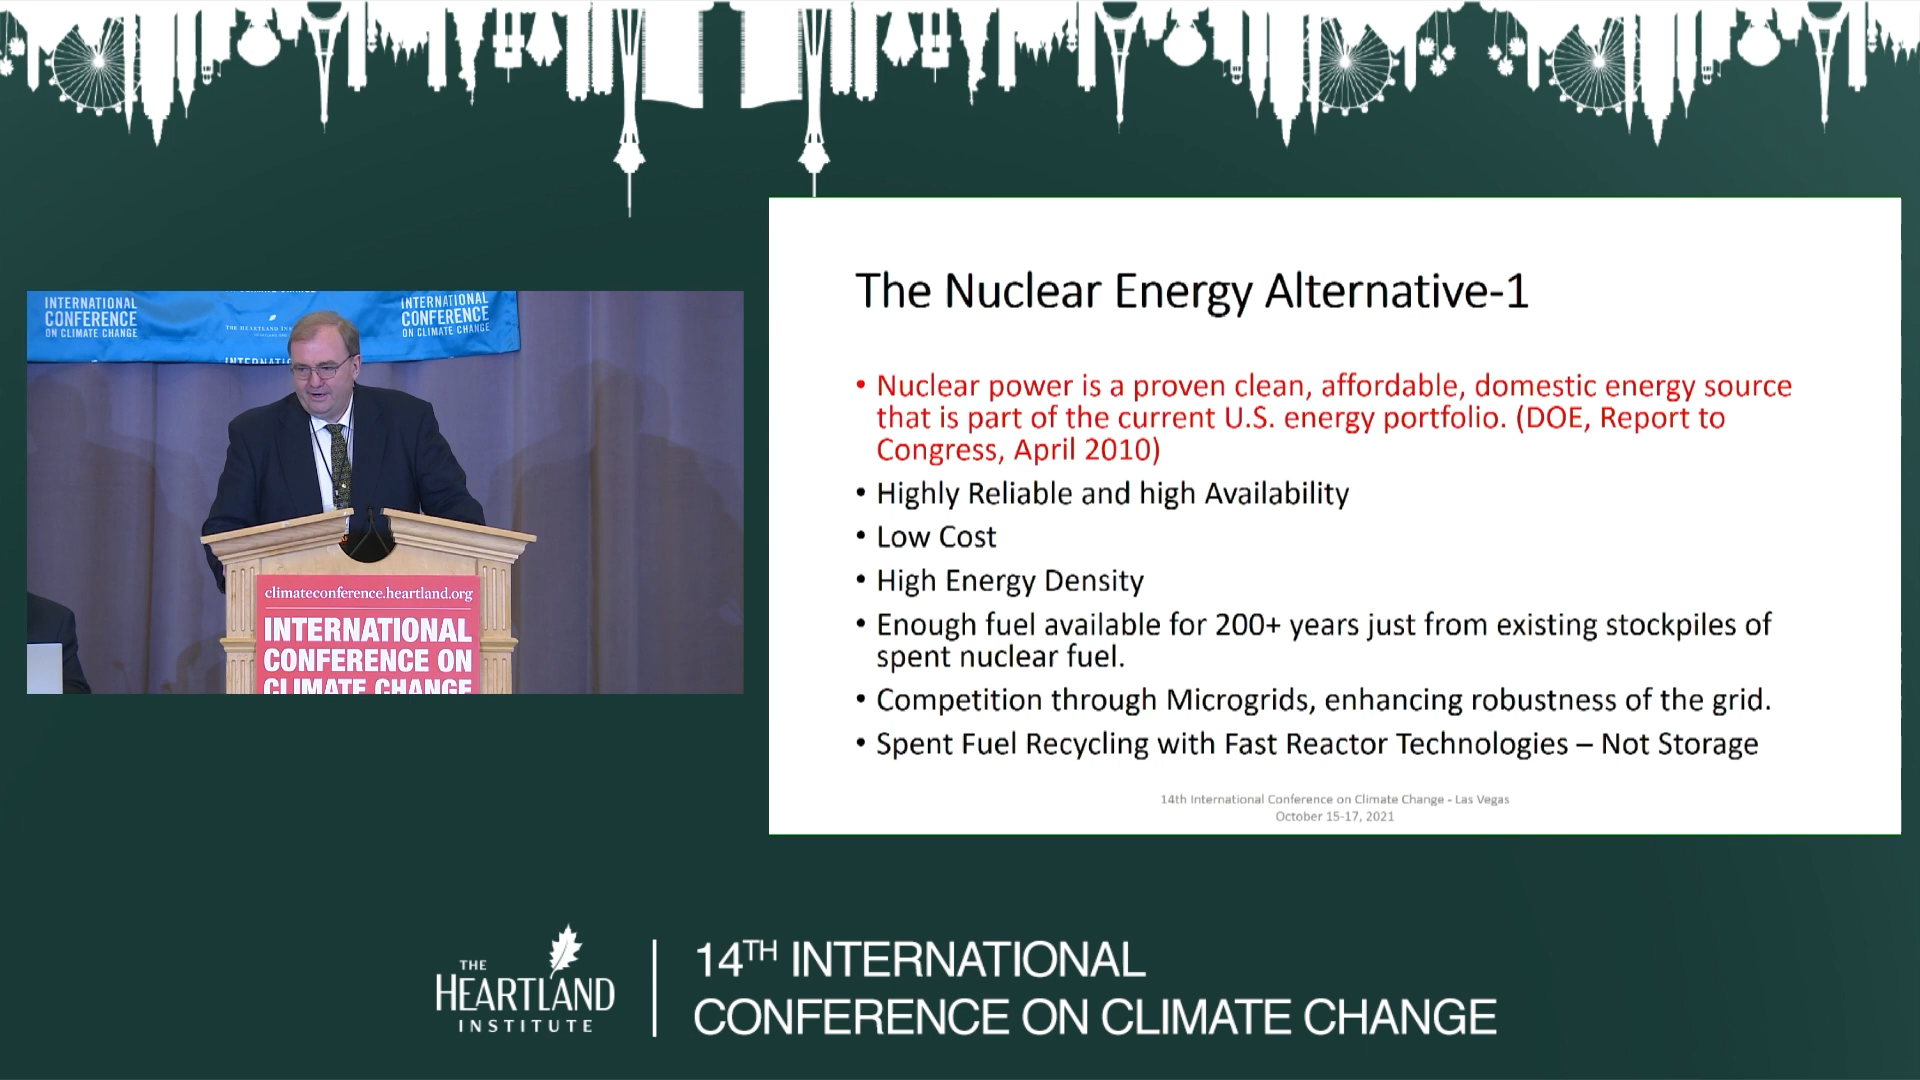 INTERNATIONAL
CONFERENCE
ON CLIMATE CHANGE
INTERNATIONAL
CONFERENCE
ON CLIMATE CHANGE
climateconference.heartland.org
INTERNATIONAL
CONFERENCE ON
CLIMATE CHANGE
The Nuclear Energy Alternative-1
• Nuclear power is a proven clean, affordable, domestic energy source
that is part of the current U.S. energy portfolio. (DOE, Report to
Congress, April 2010)
• Highly Reliable and high Availability
• Low Cost
• High Energy Density
• Enough fuel available for 200+ years just from existing stockpiles of
spent nuclear fuel.
• Competition through Microgrids, enhancing robustness of the grid.
• Spent Fuel Recycling with Fast Reactor Technologies – Not Storage
14th International Conference on Climate Change - Las Vegas
October 15-17, 2021
THE
HEARTLAND
INSTITUTE
14TH INTERNATIONAL
CONFERENCE ON CLIMATE CHANGE